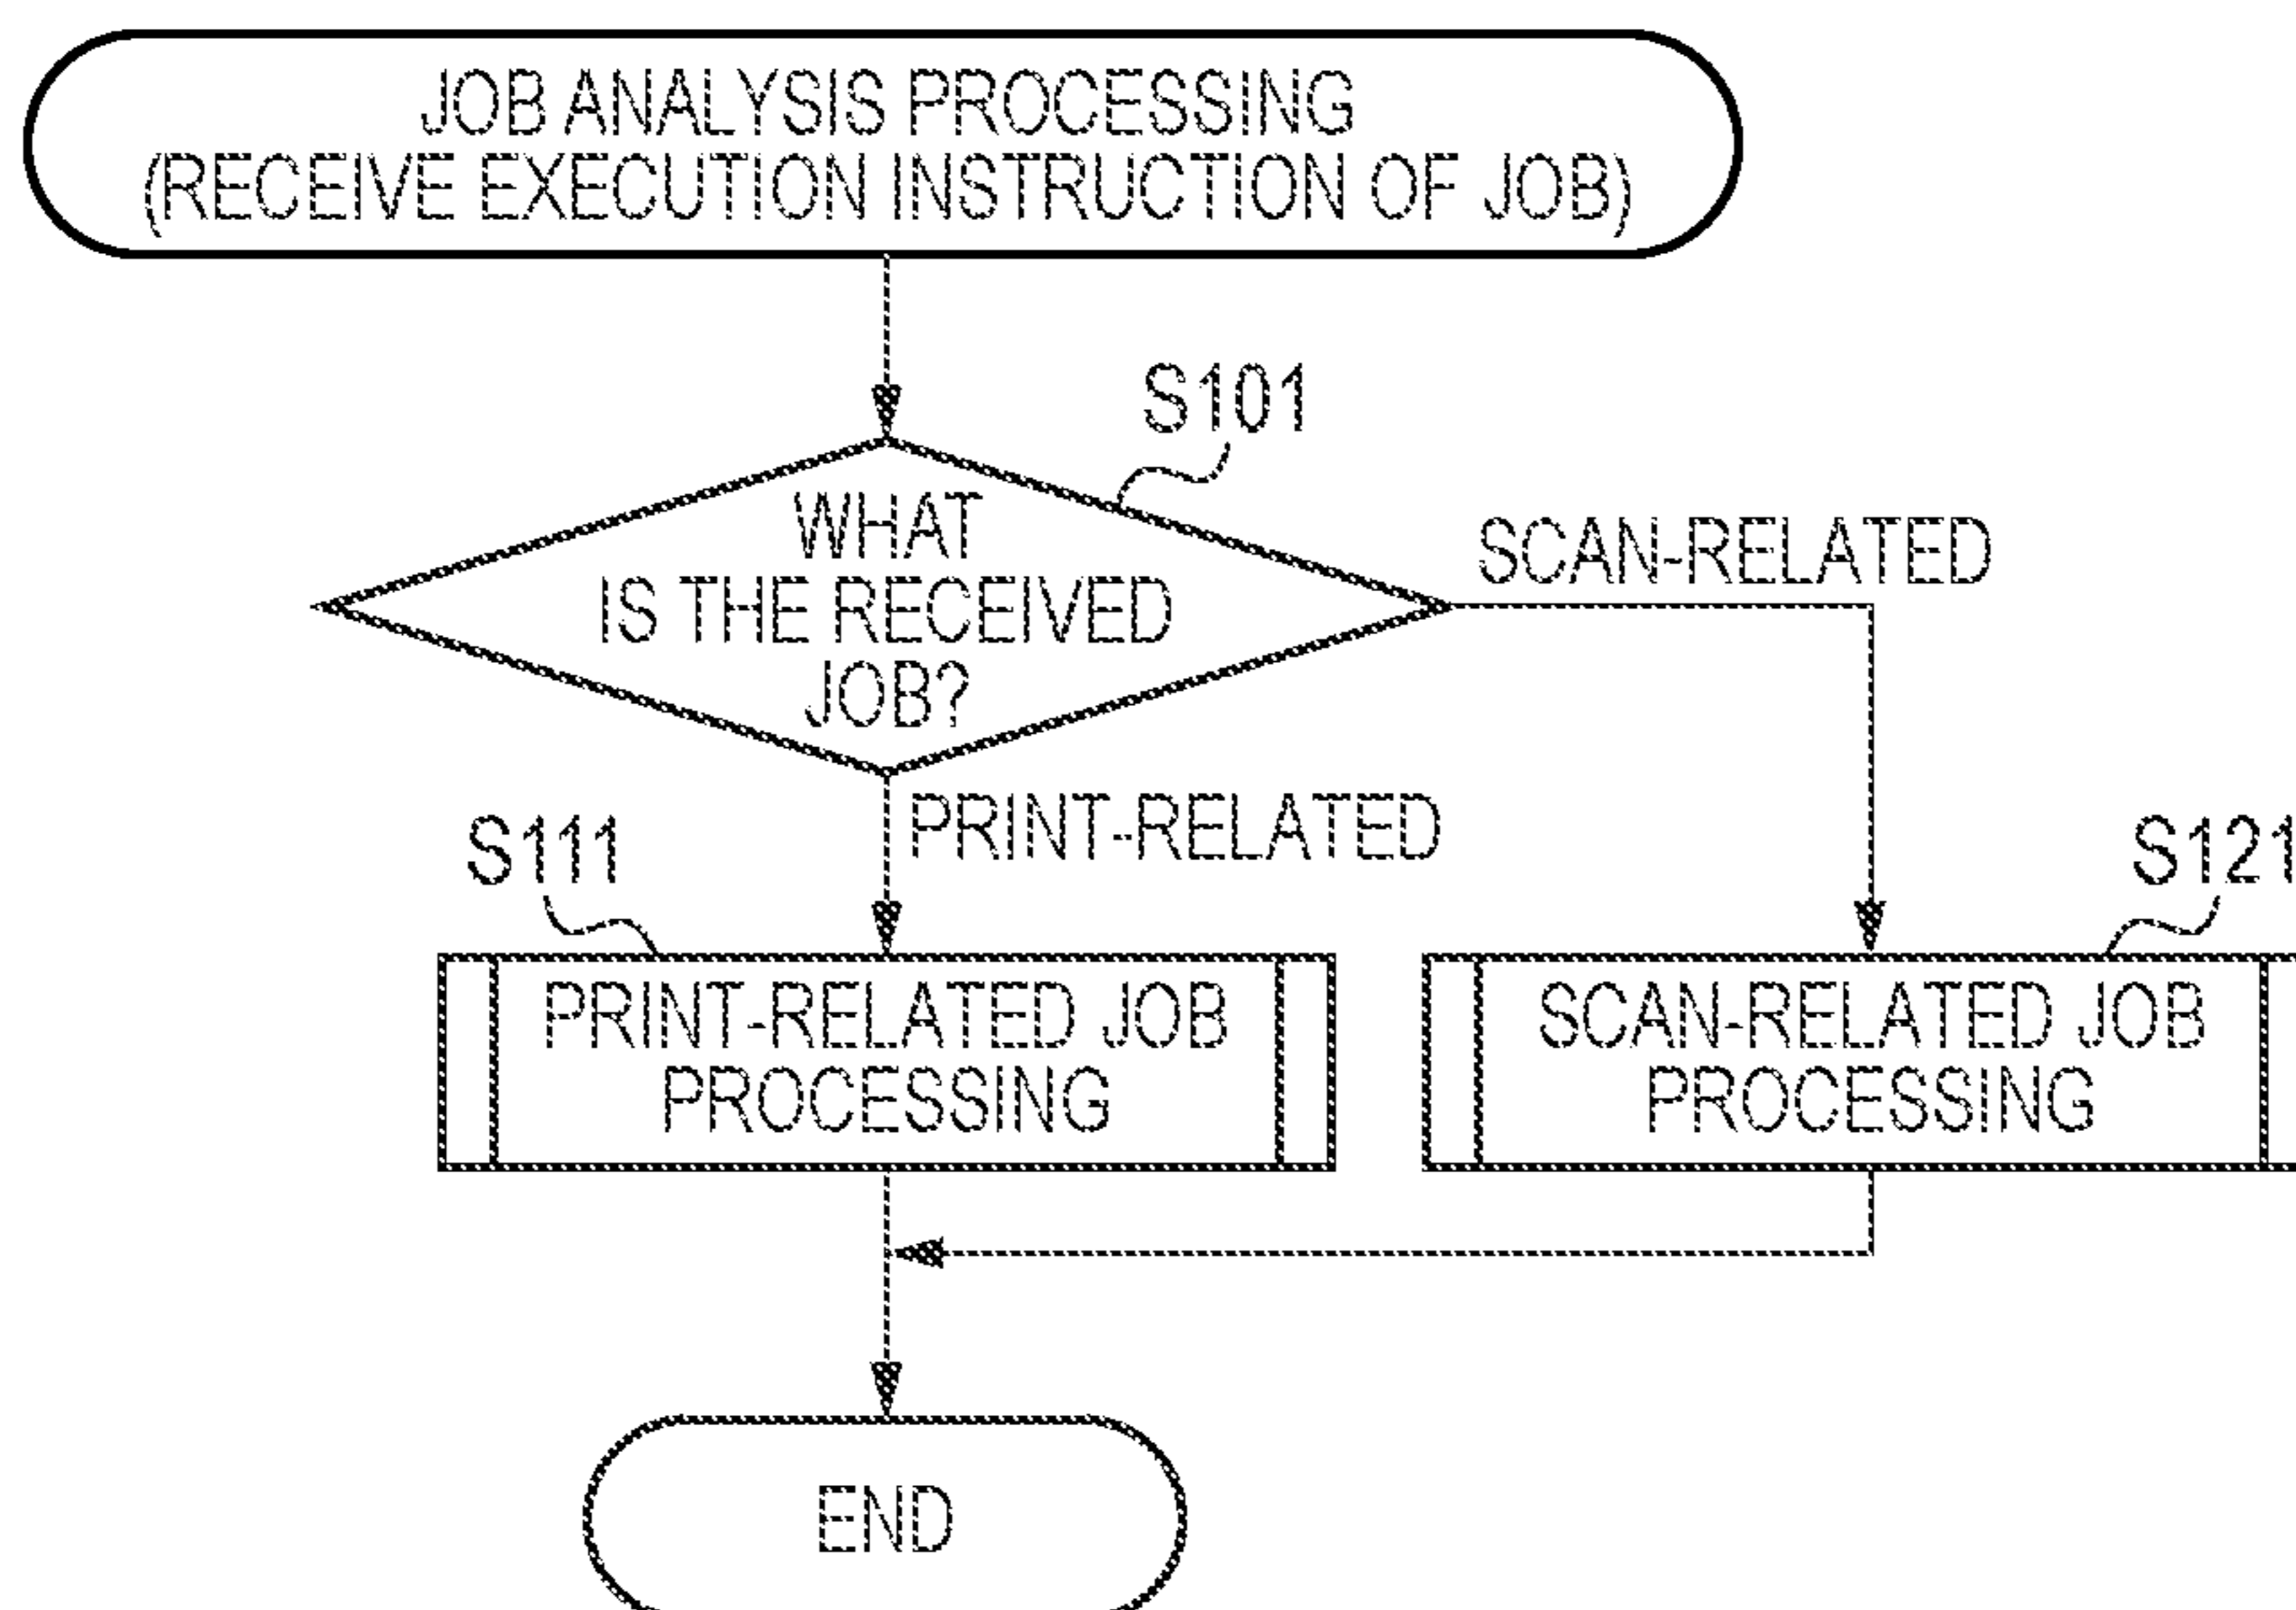 JOB ANALYSIS PROCESSING
(RECEIVE EXECUTION INSTRUCTION OF JOB)
S101
WHAT
IS THE RECEIVED
JOB?
SCAN-RELATED
PRINT-RELATED
S111
S121
PRINT-RELATED JOB
PROCESSING
SCAN-RELATED JOB
PROCESSING
END